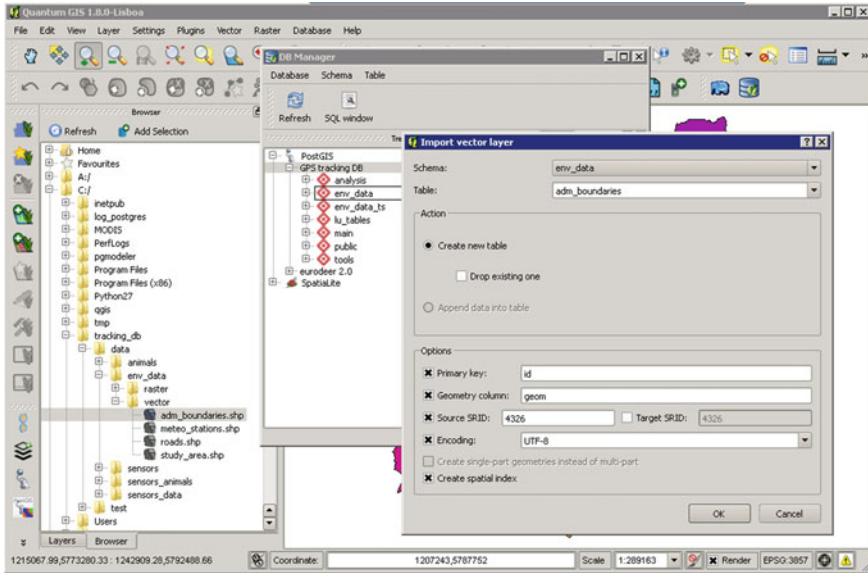 Quantum GIS 1.8.0-Lisboa
File Edit View Layer Settings Plugins Vector Raster Database Help
Browser
Refresh Add Selection
Home
Favourites
A:/
C:/
inetpub
log_postgres
MODIS
PerfLogs
pgmodeler
Program Files
Program Files (x86)
Python27
qgis
tmp
tracking_db
data
animals
env_data
raster
vector
adm_boundaries.shp
meteo_stations.shp
roads.shp
study_area.shp
sensors
sensors_animals
sensors_data
test
Users
Layers Browser
DB Manager
Database Schema Table
Refresh SQL window
Tre
PostGIS
GPS tracking DB
analysis
env_data
env_data_ts
lu_tables
main
public
tools
eurodeer 2.0
SpatiaLite
Import vector layer
Schema: env_data
Table: adm_boundaries
Action
Create new table
Drop existing one
Append data into table
Options
Primary key: id
Geometry column: geom
Source SRID: 4326 Target SRID: 4326
Encoding: UTF-8
Create single-part geometries instead of multi-part
Create spatial index
OK Cancel
1215067.99,5773280.33 : 1242909.28,5792488.66 Coordinate: 1207243,5787752 Scale 1:289163 Render EPSG:3857